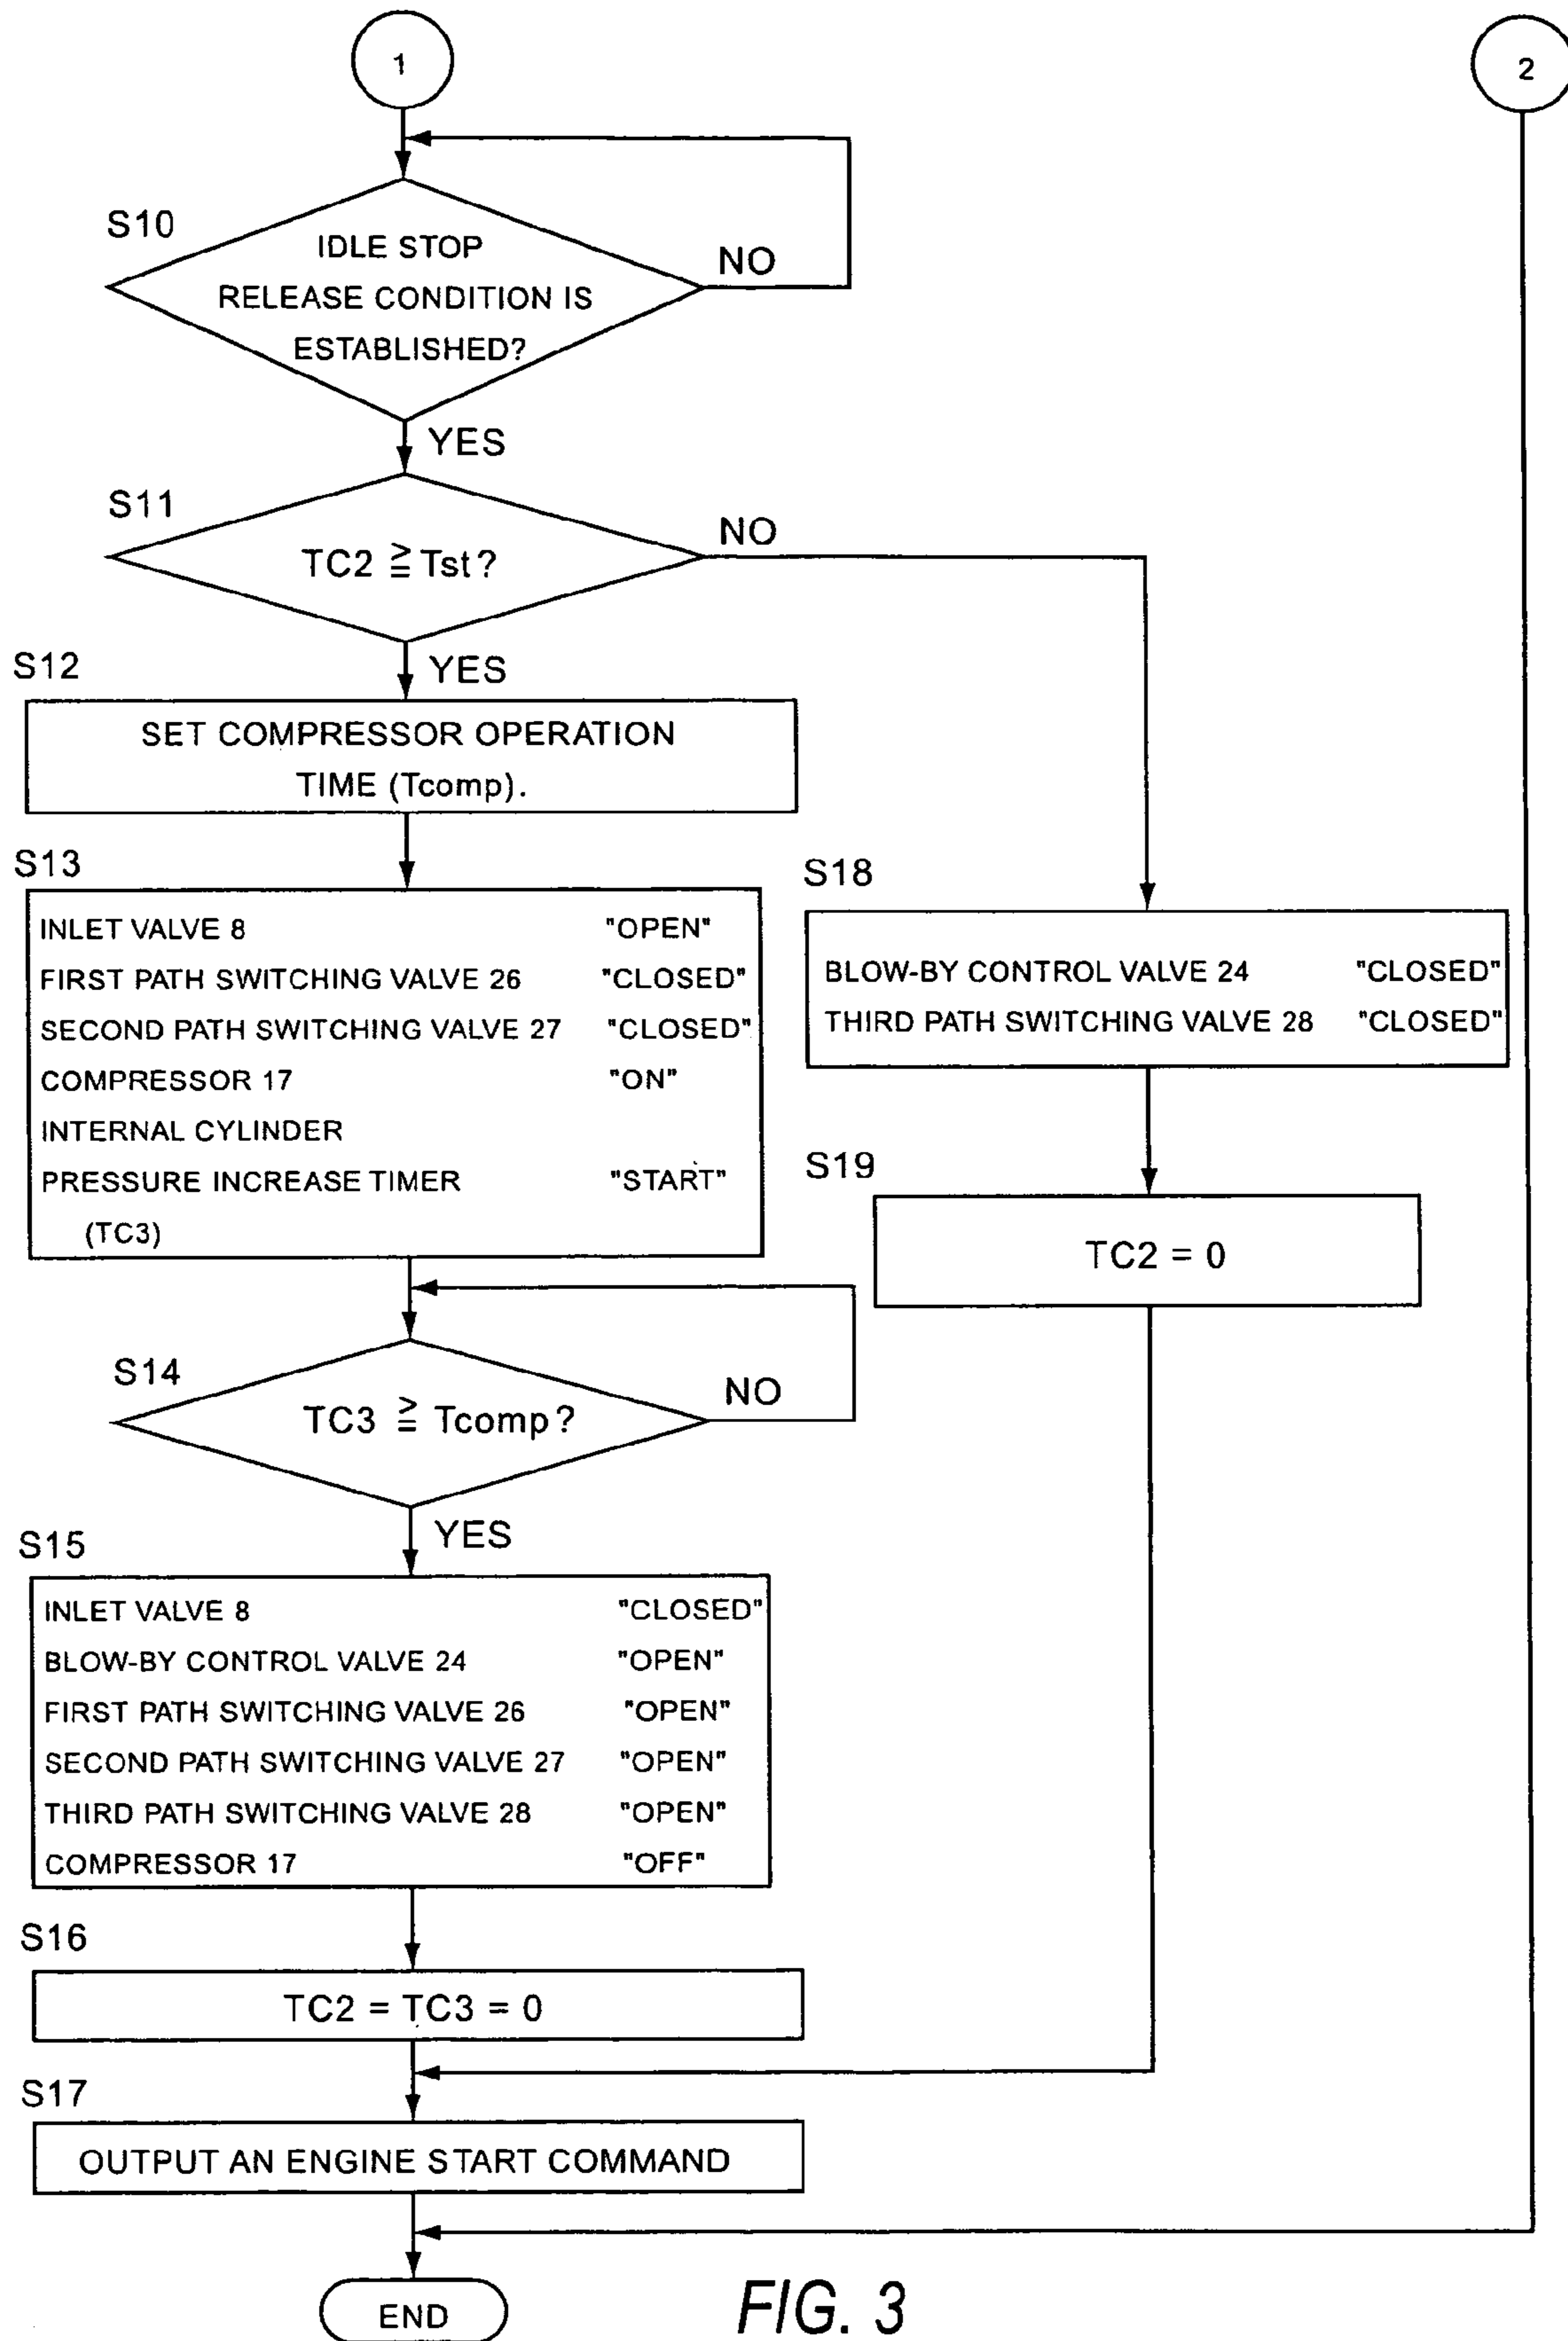 1
2
S10
IDLE STOP
RELEASE CONDITION IS
ESTABLISHED?
NO
YES
S11
TC2 ≧ Tst?
NO
YES
S12
SET COMPRESSOR OPERATION
TIME (Tcomp).
S13
INLET VALVE 8 "OPEN"
FIRST PATH SWITCHING VALVE 26 "CLOSED"
SECOND PATH SWITCHING VALVE 27 "CLOSED"
COMPRESSOR 17 "ON"
INTERNAL CYLINDER
PRESSURE INCREASE TIMER "START"
(TC3)
S18
BLOW-BY CONTROL VALVE 24 "CLOSED"
THIRD PATH SWITCHING VALVE 28 "CLOSED"
S19
TC2 = 0
S14
TC3 ≧ Tcomp?
NO
YES
S15
INLET VALVE 8 "CLOSED"
BLOW-BY CONTROL VALVE 24 "OPEN"
FIRST PATH SWITCHING VALVE 26 "OPEN"
SECOND PATH SWITCHING VALVE 27 "OPEN"
THIRD PATH SWITCHING VALVE 28 "OPEN"
COMPRESSOR 17 "OFF"
S16
TC2 = TC3 = 0
S17
OUTPUT AN ENGINE START COMMAND
END
FIG. 3